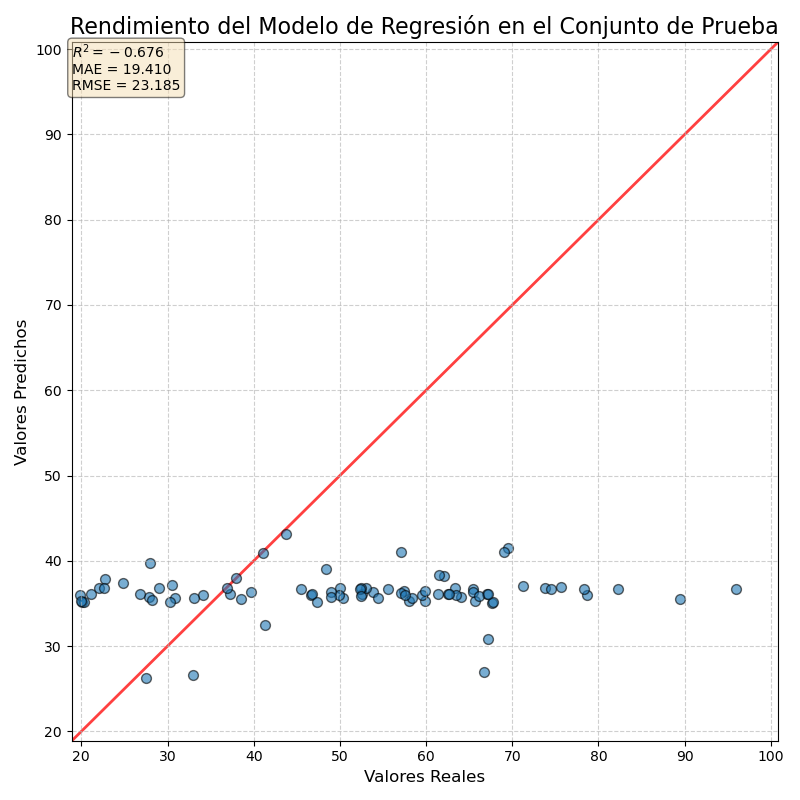 Rendimiento del Modelo de Regresión en el Conjunto de Prueba
R² = −0.676
MAE = 19.410
RMSE = 23.185
Valores Predichos
100
90
80
70
60
50
40
30
20
20 30 40 50 60 70 80 90 100
Valores Reales